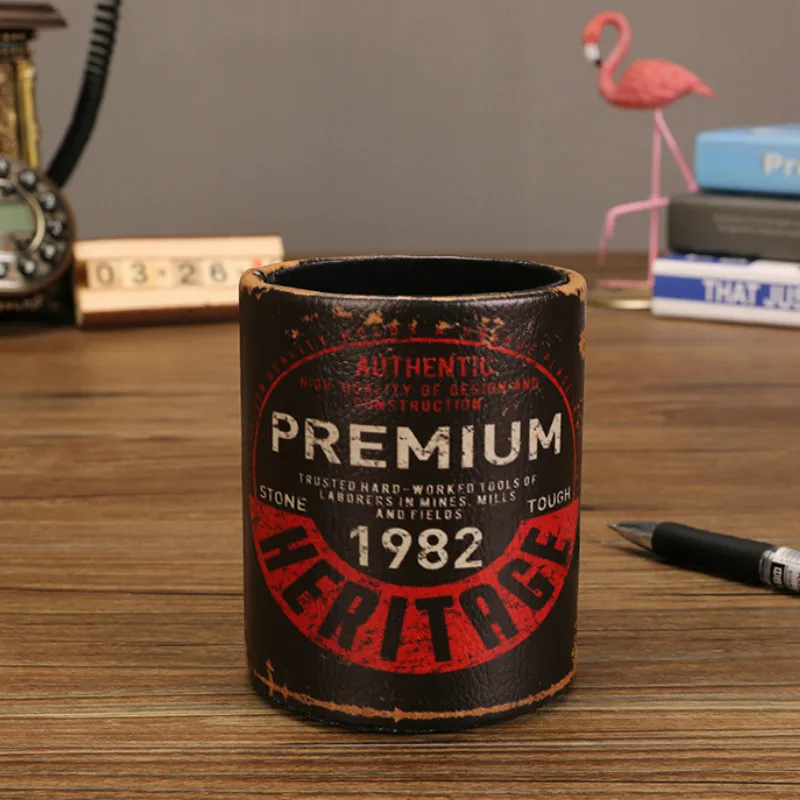 03 26
Pre
THAT JUS
AUTHENTIC
HIGH QUALITY OF DESIGN AND
CONSTRUCTION
PREMIUM
TRUSTED HARD-WORKED TOOLS OF
LABORERS IN MINES, MILLS
AND FIELDS
STONE TOUGH
1982
HERITAGE